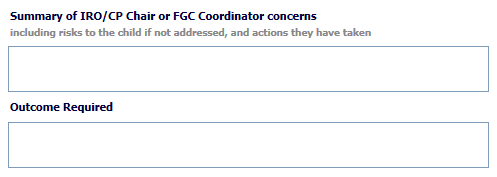 Summary of IRO/CP Chair or FGC Coordinator concerns
including risks to the child if not addressed, and actions they have taken
Outcome Required